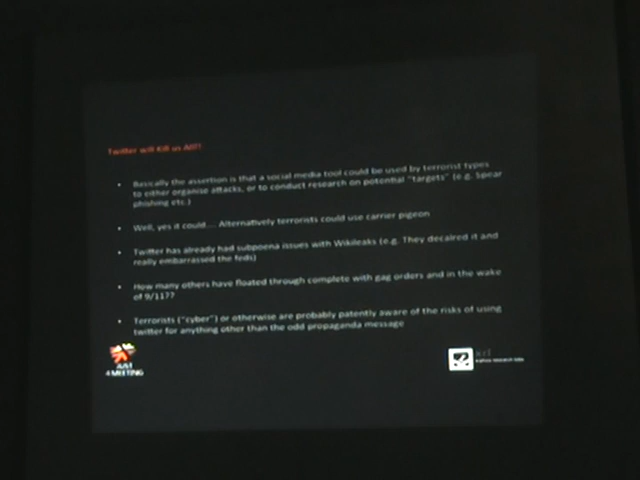 Twitter will Kill us All!!
• Basically the assertion is that a social media tool could be used by terrorist types
to either organise attacks, or to conduct research on potential "targets" (e.g. Spear
phishing etc.)
• Well, yes it could.... Alternatively terrorists could use carrier pigeon
• Twitter has already had subpoena issues with Wikileaks (e.g. They decalred it and
really embarrassed the feds)
• How many others have floated through complete with gag orders and in the wake
of 9/11??
• Terrorists ("cyber") or otherwise are probably patently aware of the risks of using
twitter for anything other than the odd propaganda message
JUST
4 MEETING